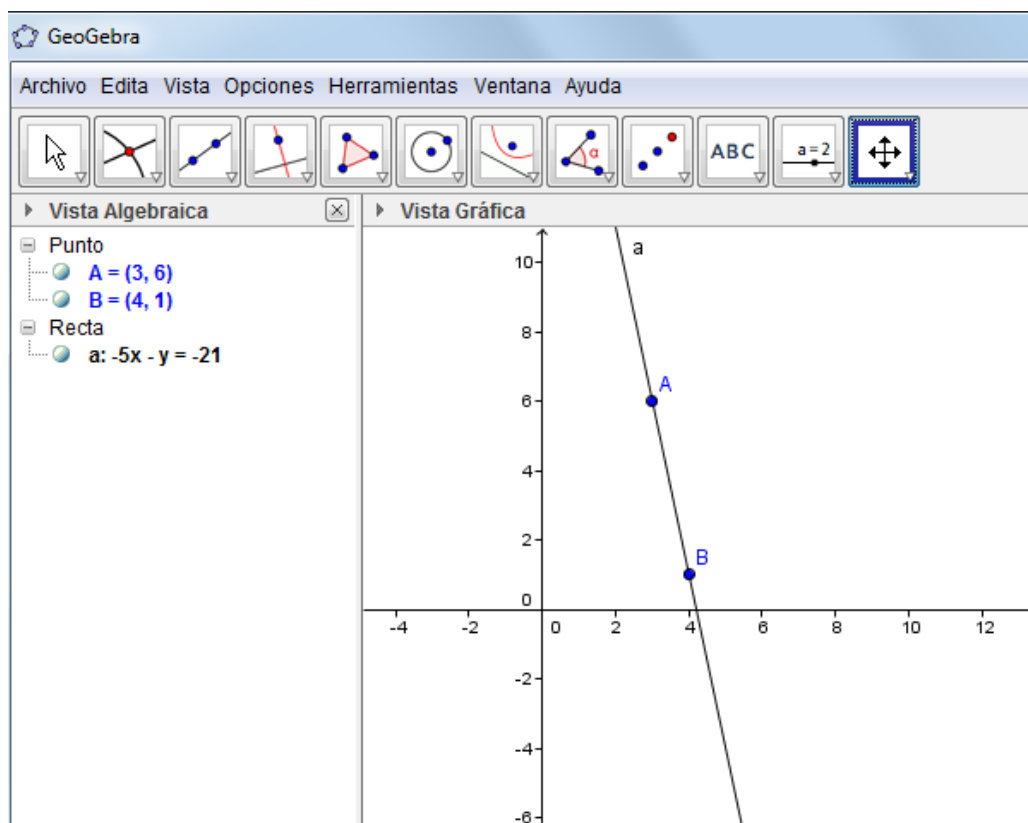 GeoGebra
Archivo Edita Vista Opciones Herramientas Ventana Ayuda
α ABC a=2
Vista Algebraica
Punto
A = (3, 6)
B = (4, 1)
Recta
a: -5x - y = -21
Vista Gráfica
a
10
8
A
6
4
2
B
0
-4 -2 0 2 4 6 8 10 12
-2
-4
-6